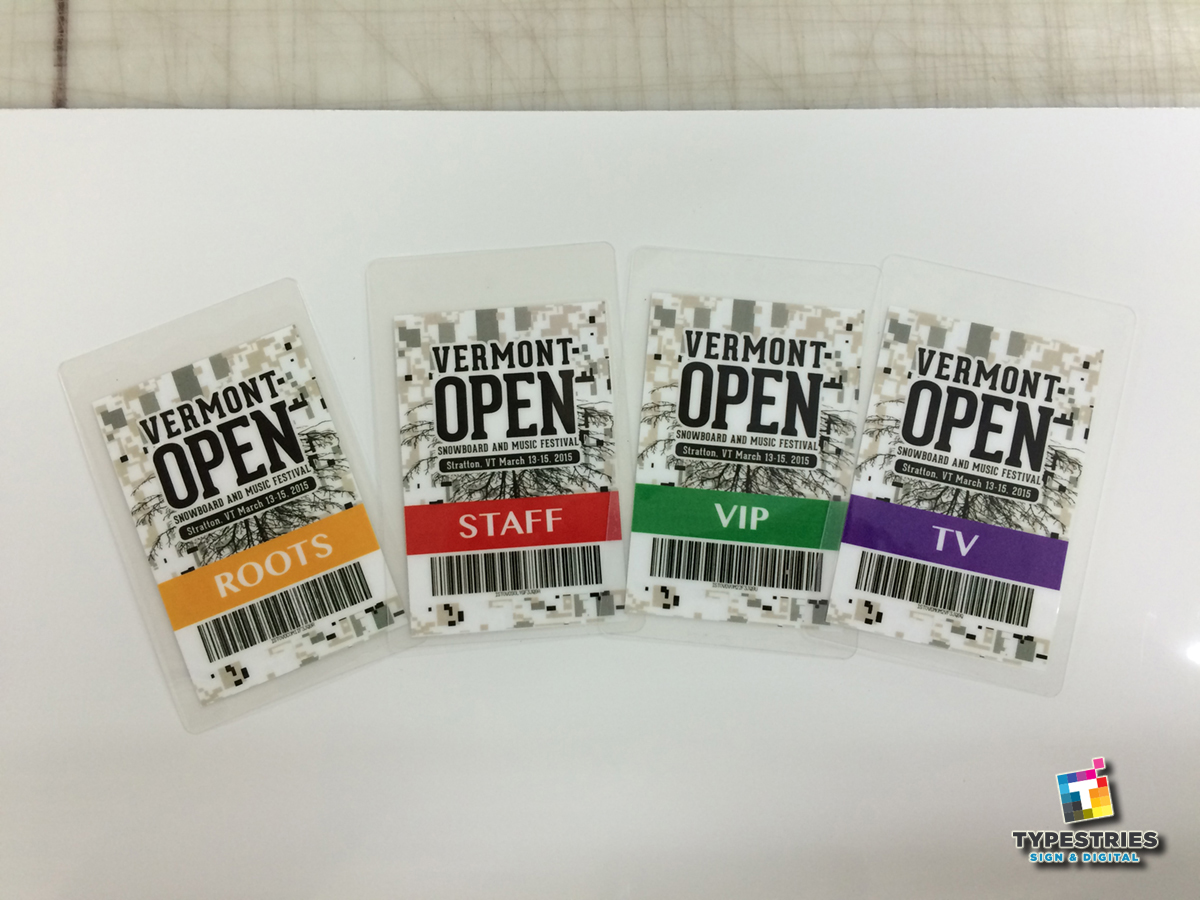 VERMONT
OPEN
SNOWBOARD AND MUSIC FESTIVAL
Stratton, VT March 13-15, 2015
ROOTS
VERMONT
OPEN
SNOWBOARD AND MUSIC FESTIVAL
Stratton, VT March 13-15, 2015
STAFF
VERMONT
OPEN
SNOWBOARD AND MUSIC FESTIVAL
Stratton, VT March 13-15, 2015
VIP
VERMONT
OPEN
SNOWBOARD AND MUSIC FESTIVAL
Stratton, VT March 13-15, 2015
TV
T
TYPESTRIES
SIGN & DIGITAL